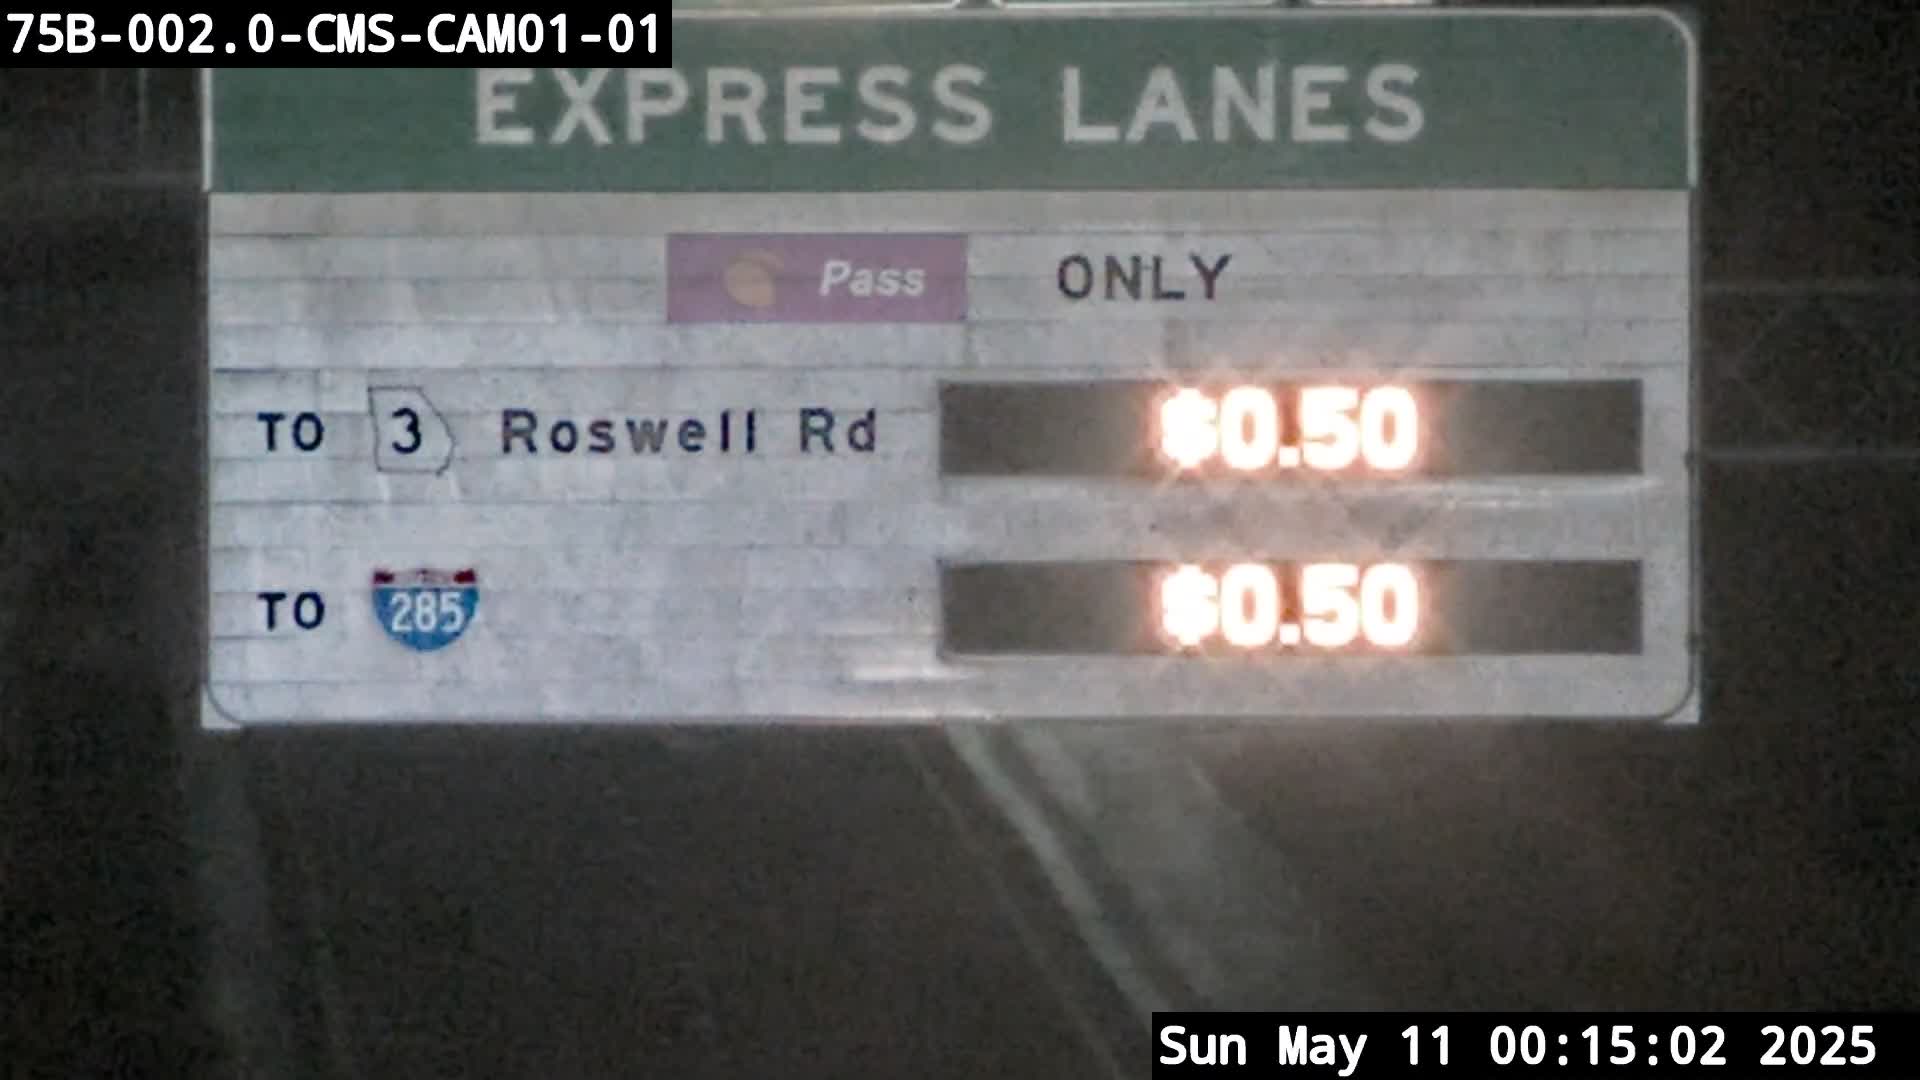 75B-002.0-CMS-CAM01-01
EXPRESS LANES
Pass ONLY
TO 3 Roswell Rd $0.50
TO 285 $0.50
Sun May 11 00:15:02 2025